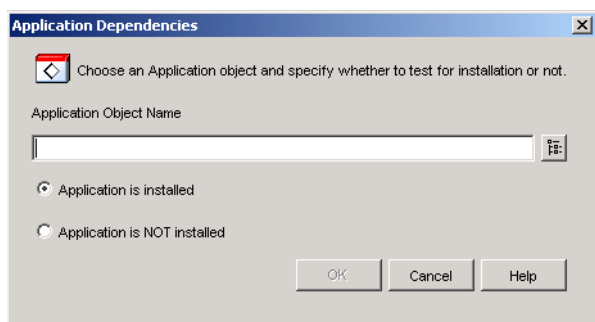 Application Dependencies
Choose an Application object and specify whether to test for installation or not.
Application Object Name
Application is installed
Application is NOT installed
OK Cancel Help